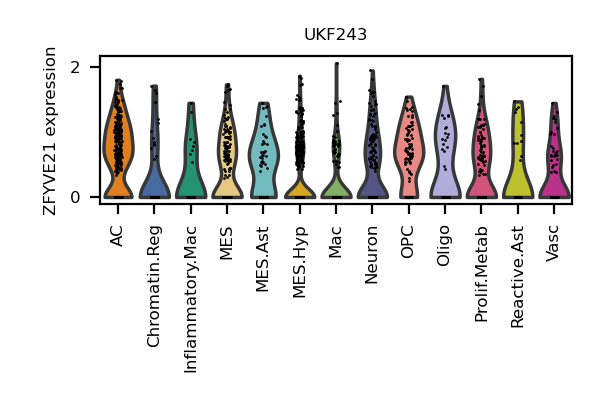 UKF243
ZFYVE21 expression
2
0
AC
Chromatin.Reg
Inflammatory.Mac
MES
MES.Ast
MES.Hyp
Mac
Neuron
OPC
Oligo
Prolif.Metab
Reactive.Ast
Vasc